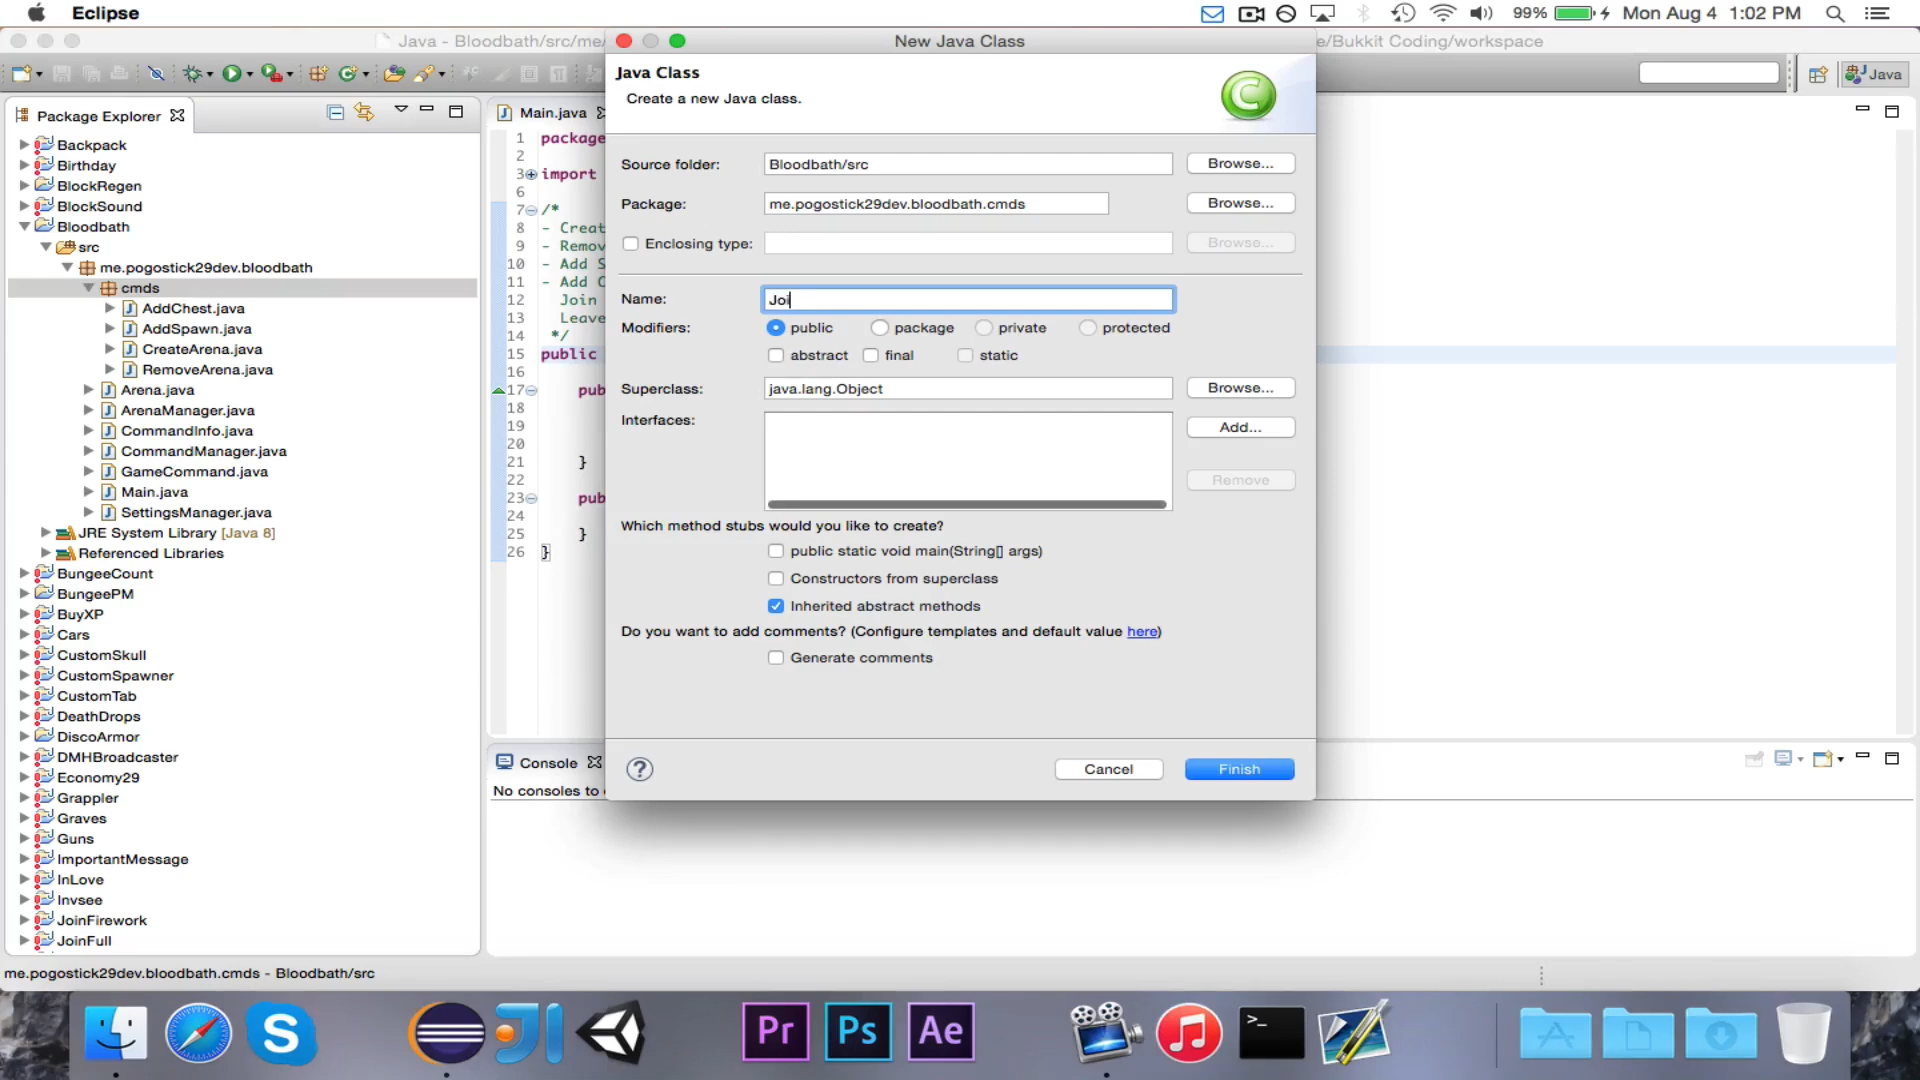 Eclipse
99%
Mon Aug 4 1:02 PM
Java - Bloodbath/src/me/
New Java Class
e/Bukkit Coding/workspace
Java
Package Explorer
Backpack
Birthday
BlockRegen
BlockSound
Bloodbath
src
me.pogostick29dev.bloodbath
cmds
AddChest.java
AddSpawn.java
CreateArena.java
RemoveArena.java
Arena.java
ArenaManager.java
CommandInfo.java
CommandManager.java
GameCommand.java
Main.java
SettingsManager.java
JRE System Library [Java 8]
Referenced Libraries
BungeeCount
BungeePM
BuyXP
Cars
CustomSkull
CustomSpawner
CustomTab
DeathDrops
DiscoArmor
DMHBroadcaster
Economy29
Grappler
Graves
Guns
ImportantMessage
InLove
Invsee
JoinFirework
JoinFull
Main.java
1 package
2
3 import
6
7 /*
8 - Creat
9 - Remov
10 - Add S
11 - Add C
12 Join
13 Leave
14 */
15 public
16
17 pub
18
19
20
21 }
22
23 pub
24
25 }
26 }
Java Class
Create a new Java class.
Source folder: Bloodbath/src Browse...
Package: me.pogostick29dev.bloodbath.cmds Browse...
Enclosing type: Browse...
Name: Joi
Modifiers: public package private protected
abstract final static
Superclass: java.lang.Object Browse...
Interfaces: Add...
Remove
Which method stubs would you like to create?
public static void main(String[] args)
Constructors from superclass
Inherited abstract methods
Do you want to add comments? (Configure templates and default value here)
Generate comments
? Cancel Finish
Console
No consoles to
me.pogostick29dev.bloodbath.cmds - Bloodbath/src
S
JI
Pr
Ps
Ae
>_